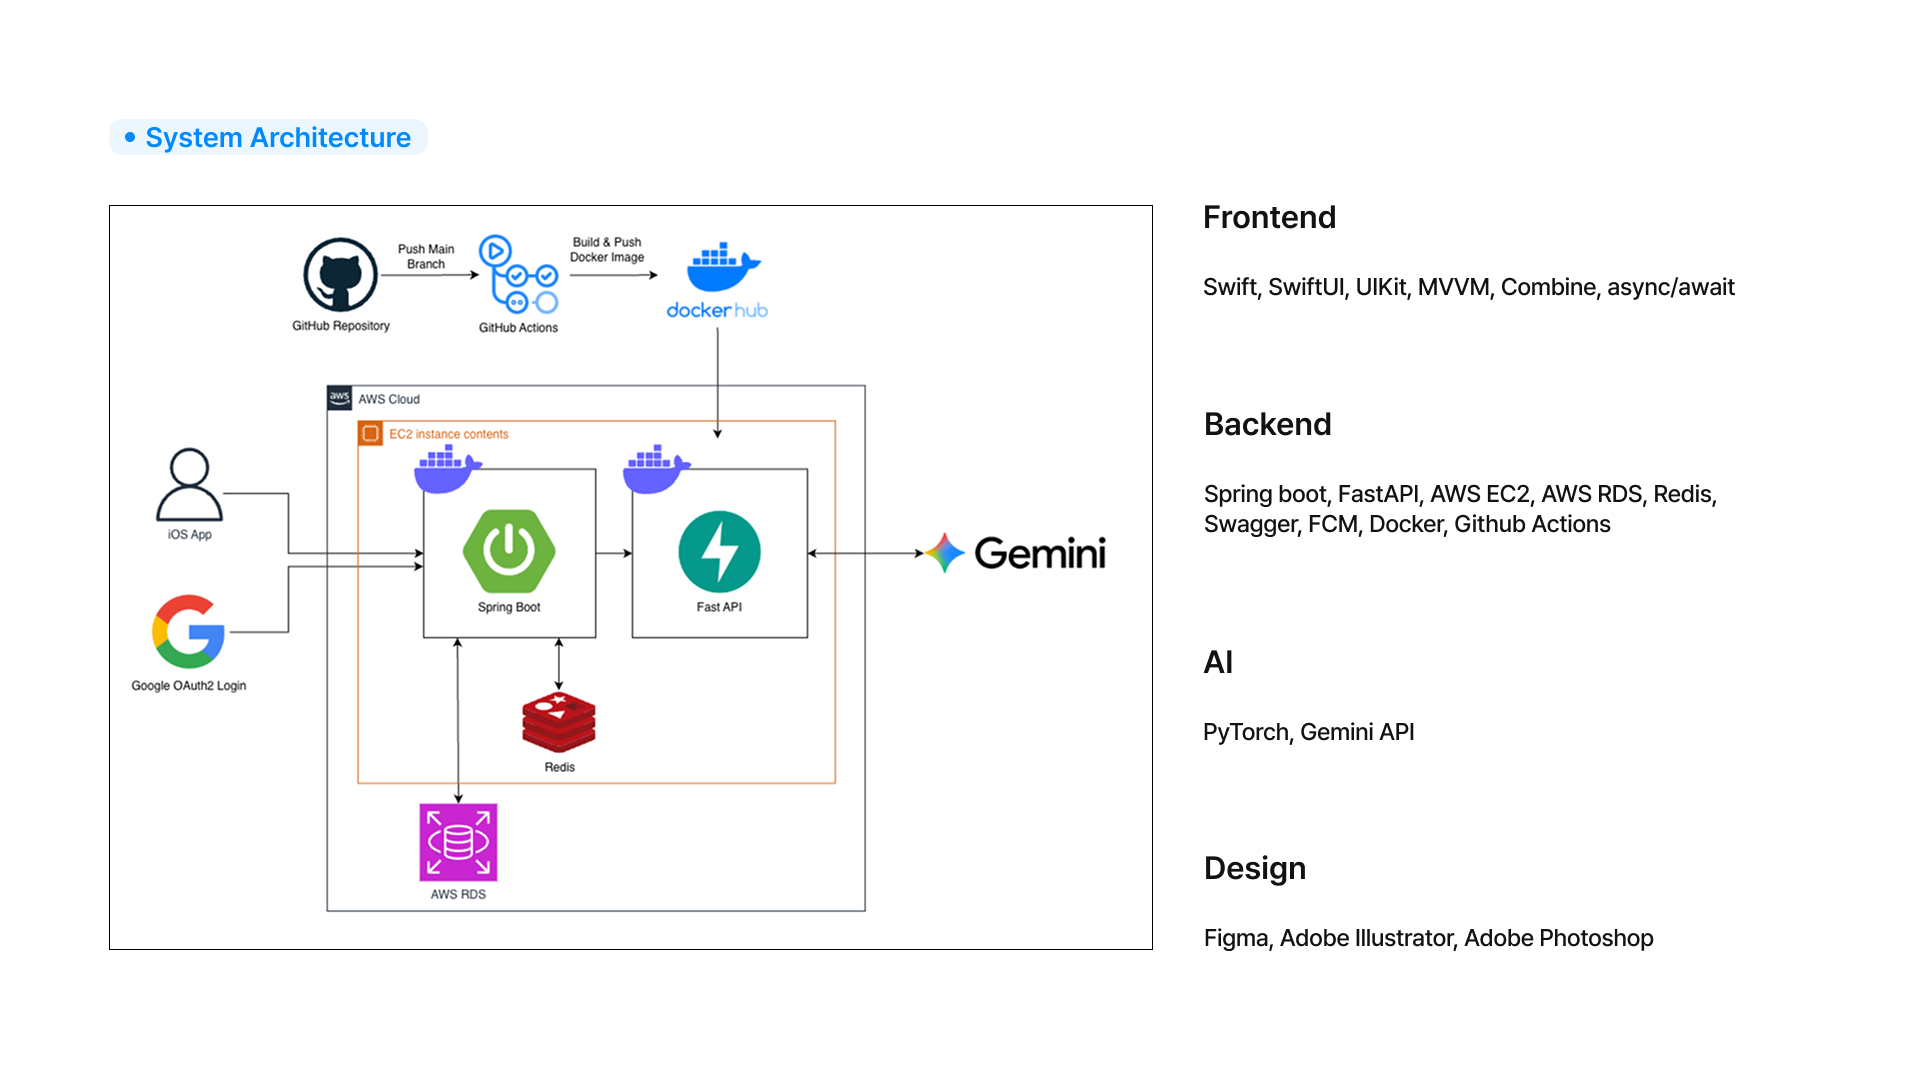 • System Architecture
Push Main
Branch
Build & Push
Docker Image
GitHub Repository
GitHub Actions
dockerhub
aws
AWS Cloud
EC2 instance contents
iOS App
Spring Boot
Fast API
Gemini
Google OAuth2 Login
Redis
AWS RDS
Frontend
Swift, SwiftUI, UIKit, MVVM, Combine, async/await
Backend
Spring boot, FastAPI, AWS EC2, AWS RDS, Redis,
Swagger, FCM, Docker, Github Actions
AI
PyTorch, Gemini API
Design
Figma, Adobe Illustrator, Adobe Photoshop